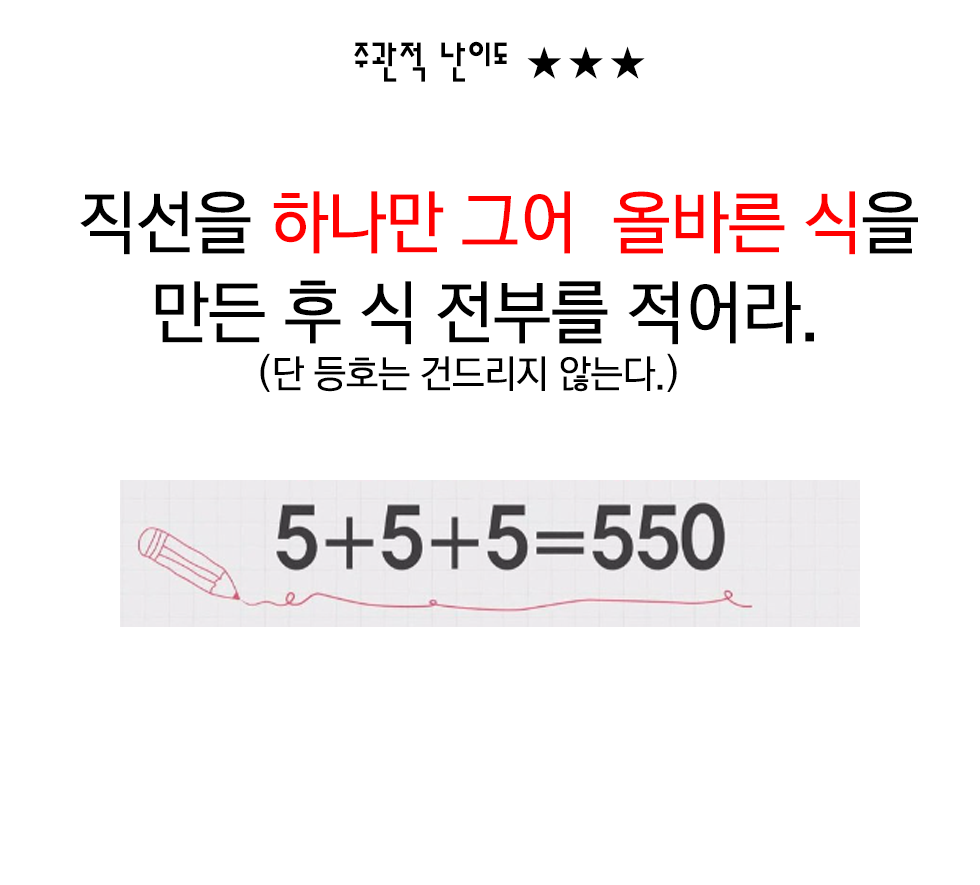 주관적 난이도 ★★★
직선을 하나만 그어 올바른 식을
만든 후 식 전부를 적어라.
(단 등호는 건드리지 않는다.)
5+5+5=550